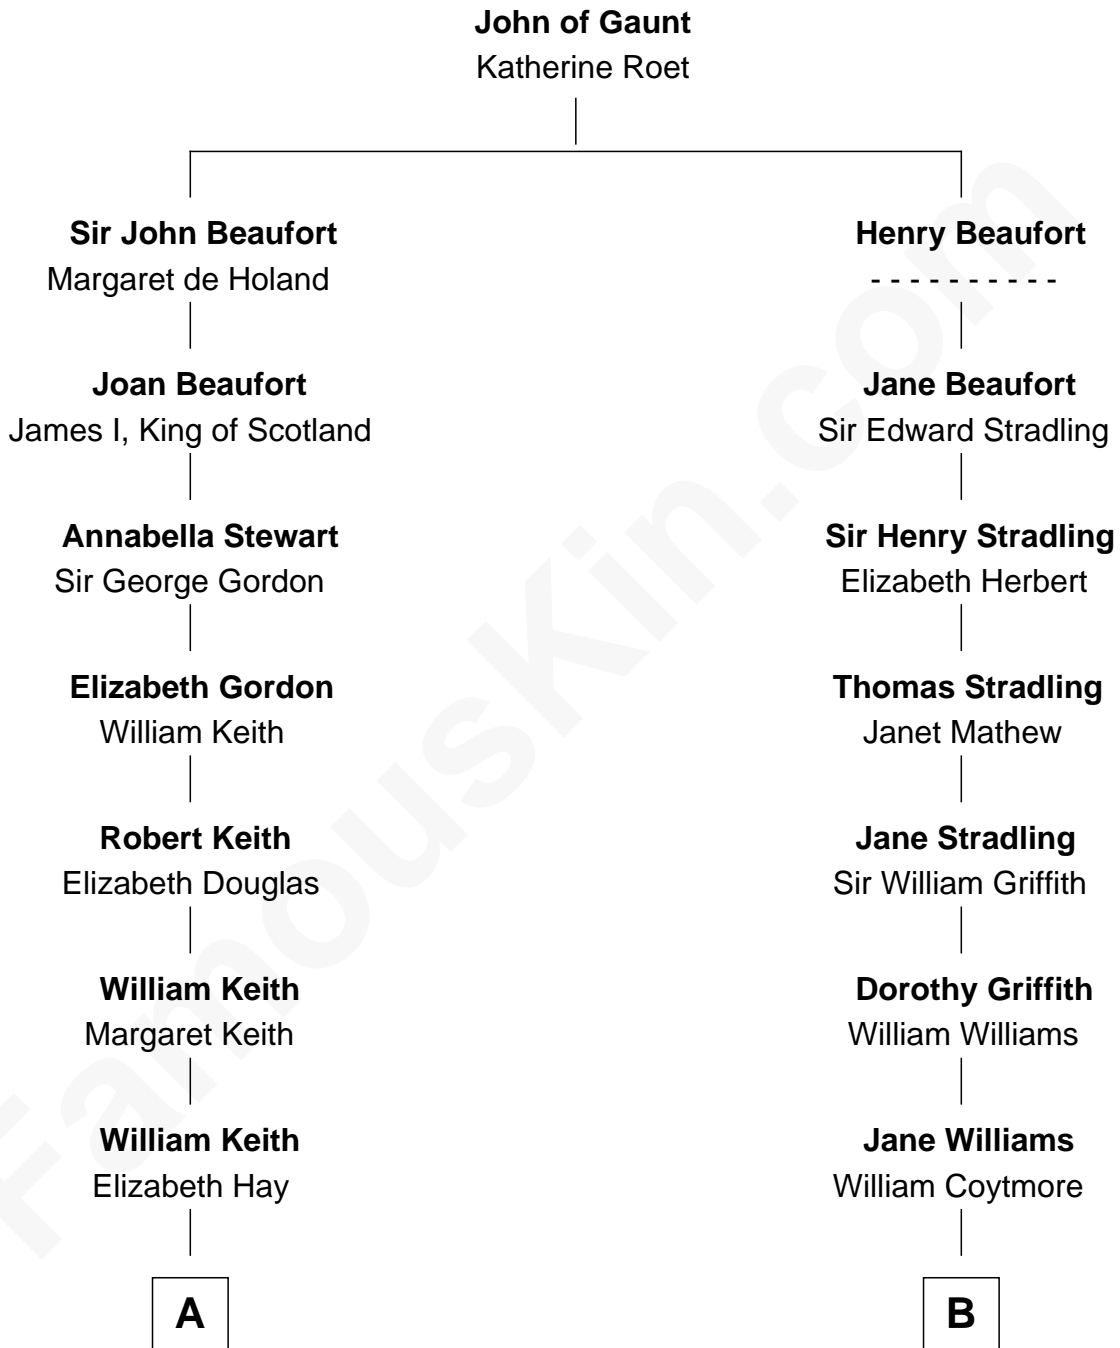 John of Gaunt
Katherine Roet
Sir John Beaufort
Margaret de Holand
Joan Beaufort
James I, King of Scotland
Annabella Stewart
Sir George Gordon
Elizabeth Gordon
William Keith
Robert Keith
Elizabeth Douglas
William Keith
Margaret Keith
William Keith
Elizabeth Hay
A
Henry Beaufort
- - - - - - - - - -
Jane Beaufort
Sir Edward Stradling
Sir Henry Stradling
Elizabeth Herbert
Thomas Stradling
Janet Mathew
Jane Stradling
Sir William Griffith
Dorothy Griffith
William Williams
Jane Williams
William Coytmore
B
FamousKin.com